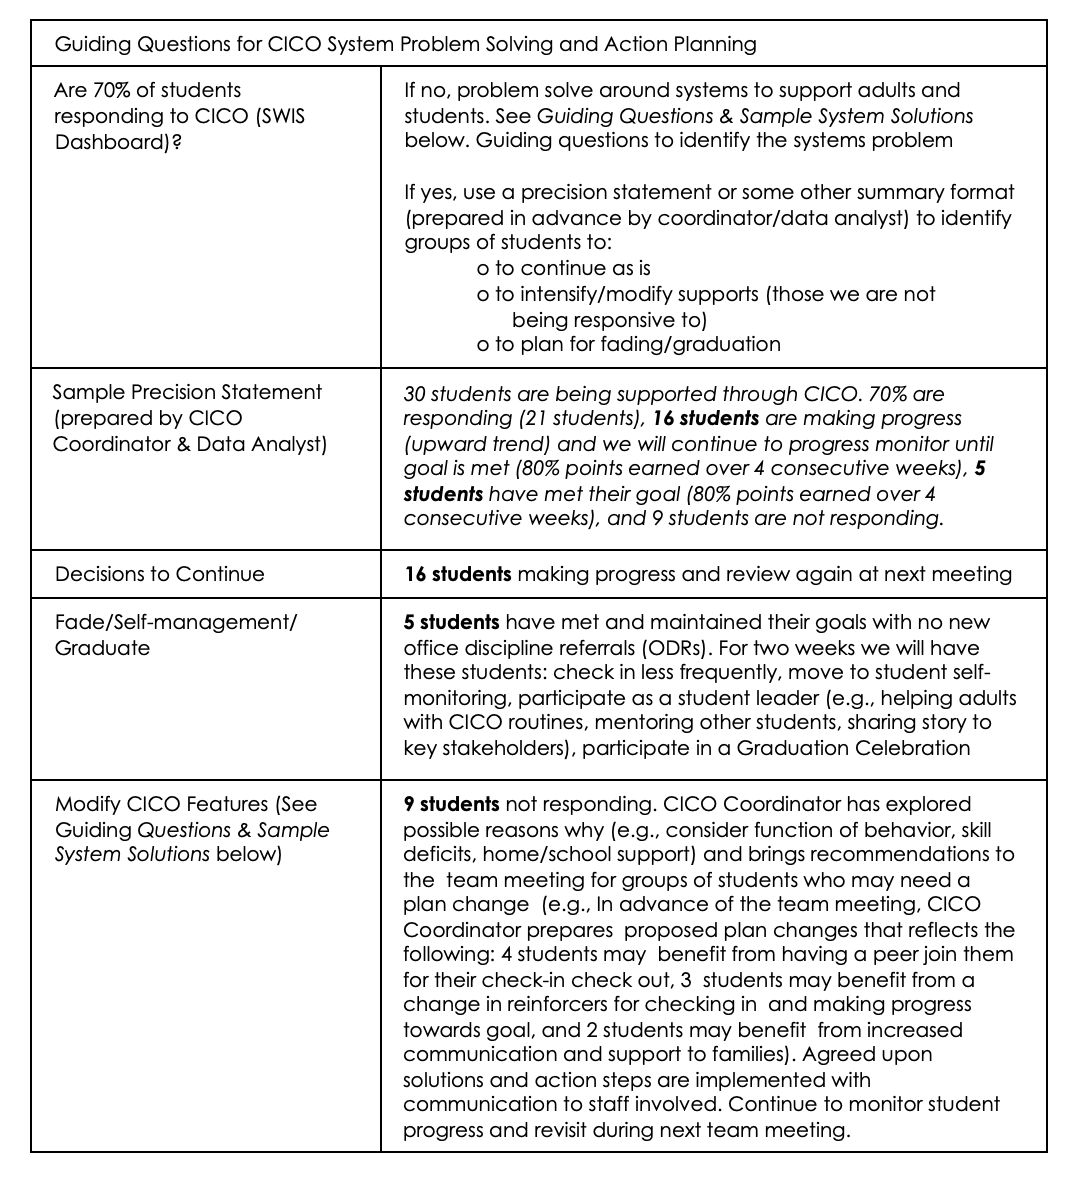 Guiding Questions for CICO System Problem Solving and Action Planning
Are 70% of students
responding to CICO (SWIS
Dashboard)?
If no, problem solve around systems to support adults and
students. See Guiding Questions & Sample System Solutions
below. Guiding questions to identify the systems problem
If yes, use a precision statement or some other summary format
(prepared in advance by coordinator/data analyst) to identify
groups of students to:
o to continue as is
o to intensify/modify supports (those we are not
being responsive to)
o to plan for fading/graduation
Sample Precision Statement
(prepared by CICO
Coordinator & Data Analyst)
30 students are being supported through CICO. 70% are
responding (21 students), 16 students are making progress
(upward trend) and we will continue to progress monitor until
goal is met (80% points earned over 4 consecutive weeks), 5
students have met their goal (80% points earned over 4
consecutive weeks), and 9 students are not responding.
Decisions to Continue
16 students making progress and review again at next meeting
Fade/Self-management/
Graduate
5 students have met and maintained their goals with no new
office discipline referrals (ODRs). For two weeks we will have
these students: check in less frequently, move to student self-
monitoring, participate as a student leader (e.g., helping adults
with CICO routines, mentoring other students, sharing story to
key stakeholders), participate in a Graduation Celebration
Modify CICO Features (See
Guiding Questions & Sample
System Solutions below)
9 students not responding. CICO Coordinator has explored
possible reasons why (e.g., consider function of behavior, skill
deficits, home/school support) and brings recommendations to
the team meeting for groups of students who may need a
plan change (e.g., In advance of the team meeting, CICO
Coordinator prepares proposed plan changes that reflects the
following: 4 students may benefit from having a peer join them
for their check-in check out, 3 students may benefit from a
change in reinforcers for checking in and making progress
towards goal, and 2 students may benefit from increased
communication and support to families). Agreed upon
solutions and action steps are implemented with
communication to staff involved. Continue to monitor student
progress and revisit during next team meeting.